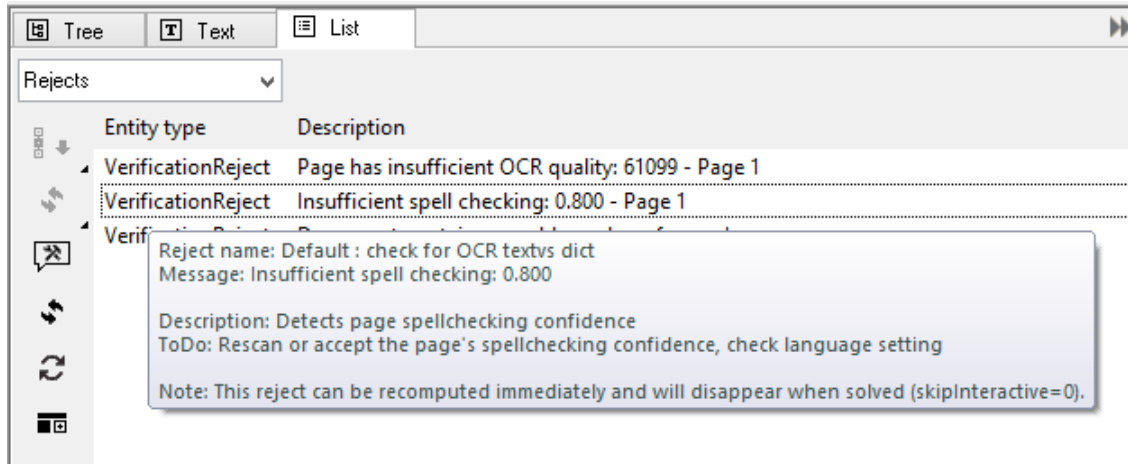 Tree Text List
Rejects
Entity type Description
VerificationReject Page has insufficient OCR quality: 61099 - Page 1
VerificationReject Insufficient spell checking: 0.800 - Page 1
Reject name: Default : check for OCR textvs dict
Message: Insufficient spell checking: 0.800
Description: Detects page spellchecking confidence
ToDo: Rescan or accept the page's spellchecking confidence, check language setting
Note: This reject can be recomputed immediately and will disappear when solved (skipInteractive=0).